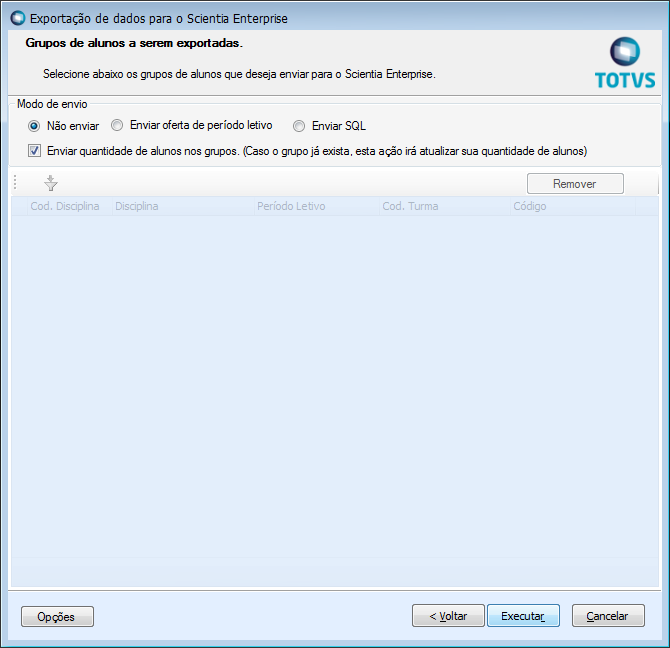 Exportação de dados para o Scientia Enterprise
Grupos de alunos a serem exportadas.
Selecione abaixo os grupos de alunos que deseja enviar para o Scientia Enterprise.
TOTVS
Modo de envio
Não enviar Enviar oferta de período letivo Enviar SQL
Enviar quantidade de alunos nos grupos. (Caso o grupo já exista, esta ação irá atualizar sua quantidade de alunos)
Remover
Cod. Disciplina Disciplina Período Letivo Cod. Turma Código
Opções < Voltar Executar Cancelar